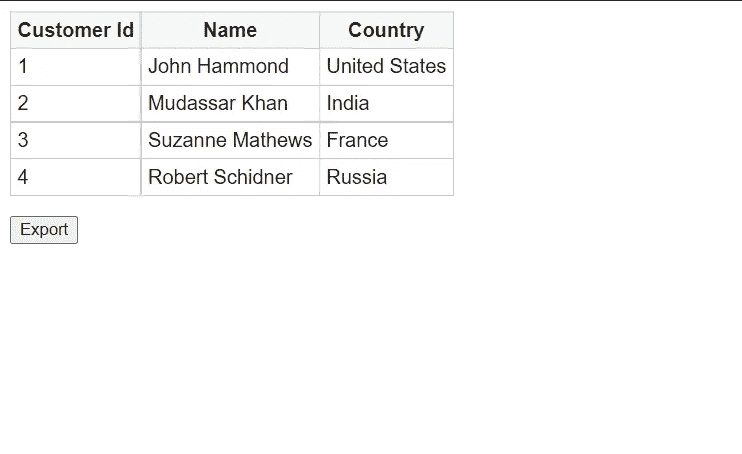 Customer Id Name Country
1 John Hammond United States
2 Mudassar Khan India
3 Suzanne Mathews France
4 Robert Schidner Russia
Export